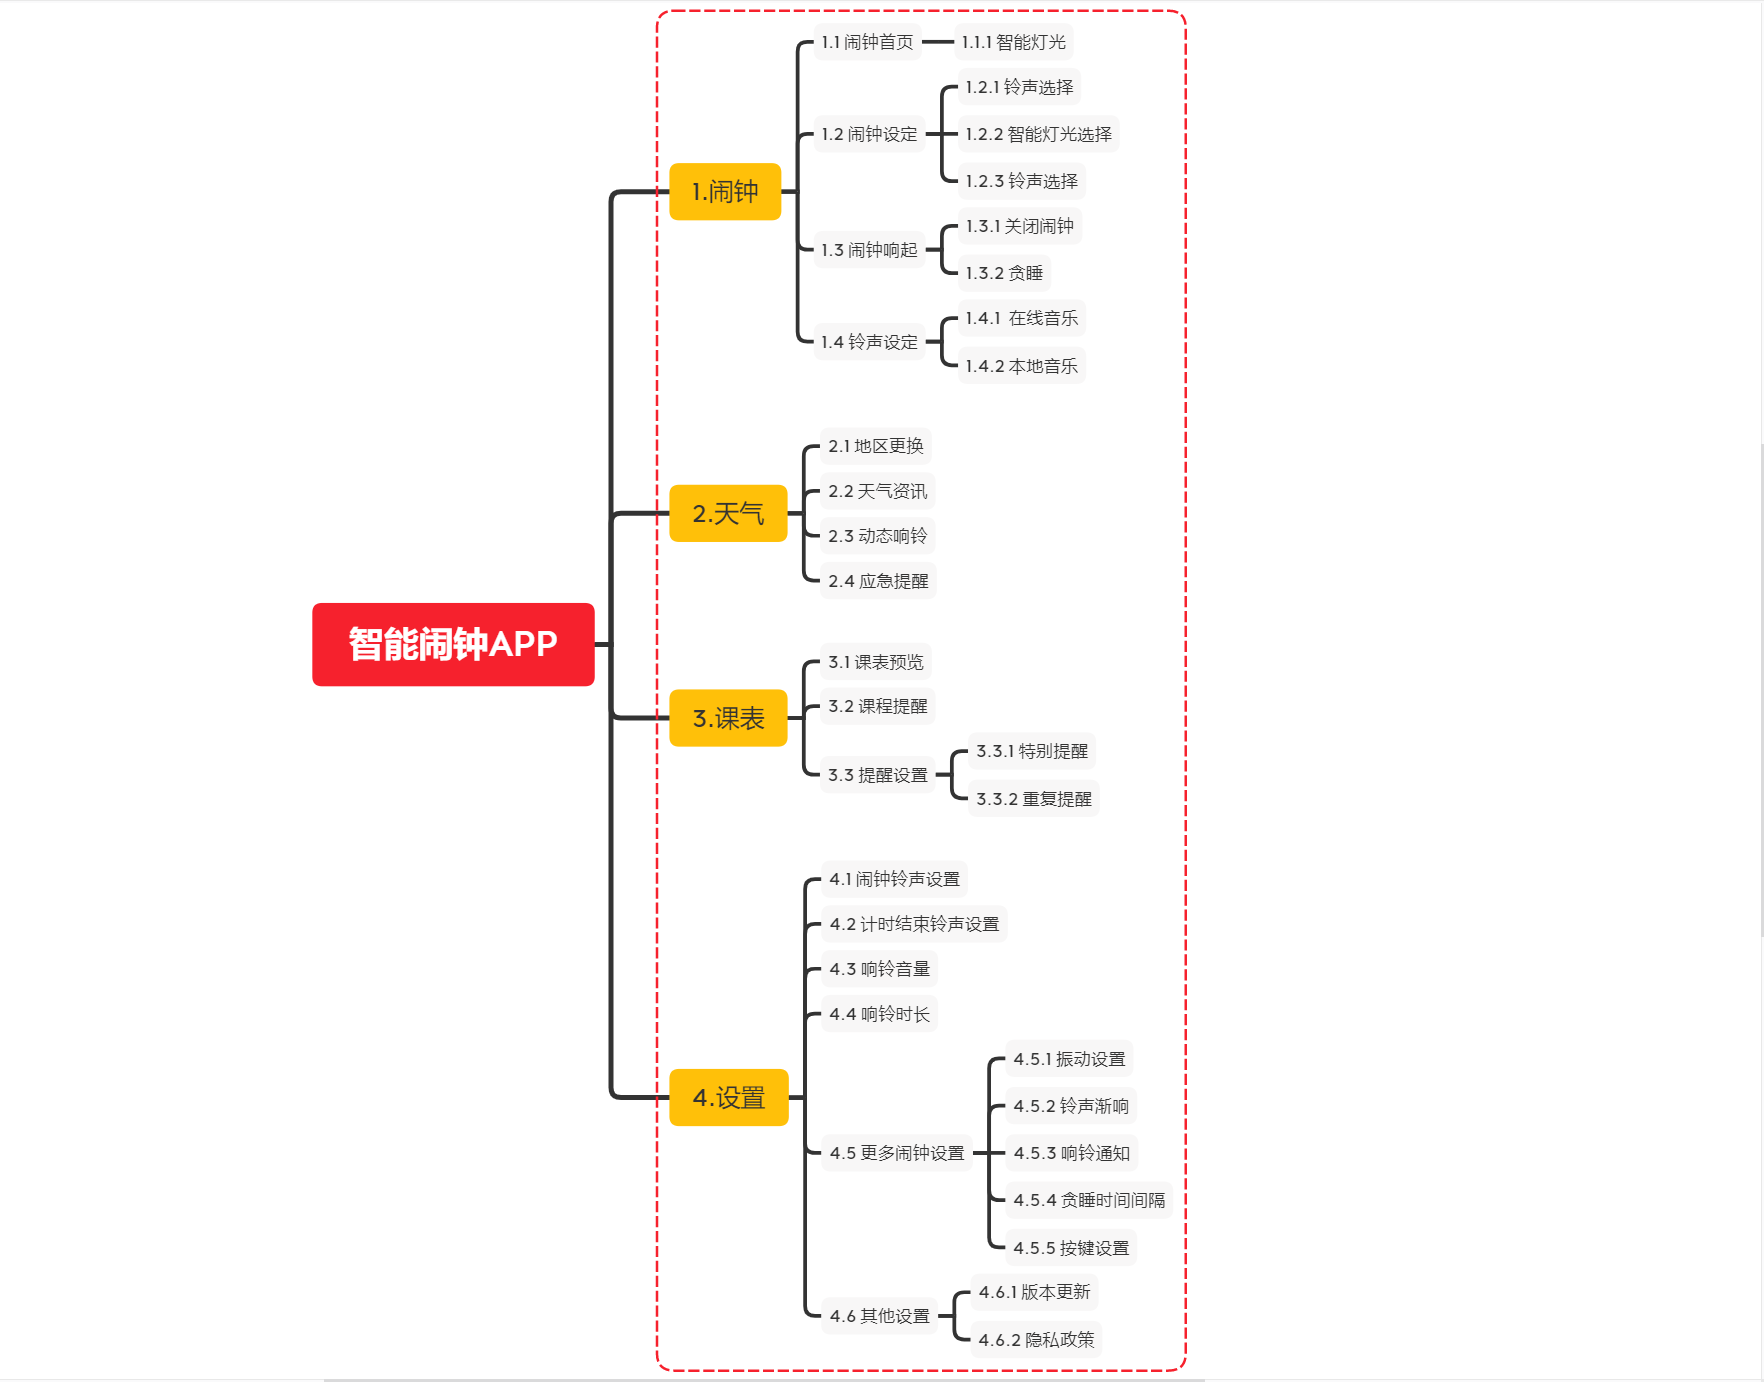 智能闹钟APP
1.闹钟
1.1 闹钟首页
1.1.1 智能灯光
1.2 闹钟设定
1.2.1 铃声选择
1.2.2 智能灯光选择
1.2.3 铃声选择
1.3 闹钟响起
1.3.1 关闭闹钟
1.3.2 贪睡
1.4 铃声设定
1.4.1 在线音乐
1.4.2 本地音乐
2.天气
2.1 地区更换
2.2 天气资讯
2.3 动态响铃
2.4 应急提醒
3.课表
3.1 课表预览
3.2 课程提醒
3.3 提醒设置
3.3.1 特别提醒
3.3.2 重复提醒
4.设置
4.1 闹钟铃声设置
4.2 计时结束铃声设置
4.3 响铃音量
4.4 响铃时长
4.5 更多闹钟设置
4.5.1 振动设置
4.5.2 铃声渐响
4.5.3 响铃通知
4.5.4 贪睡时间间隔
4.5.5 按键设置
4.6 其他设置
4.6.1 版本更新
4.6.2 隐私政策